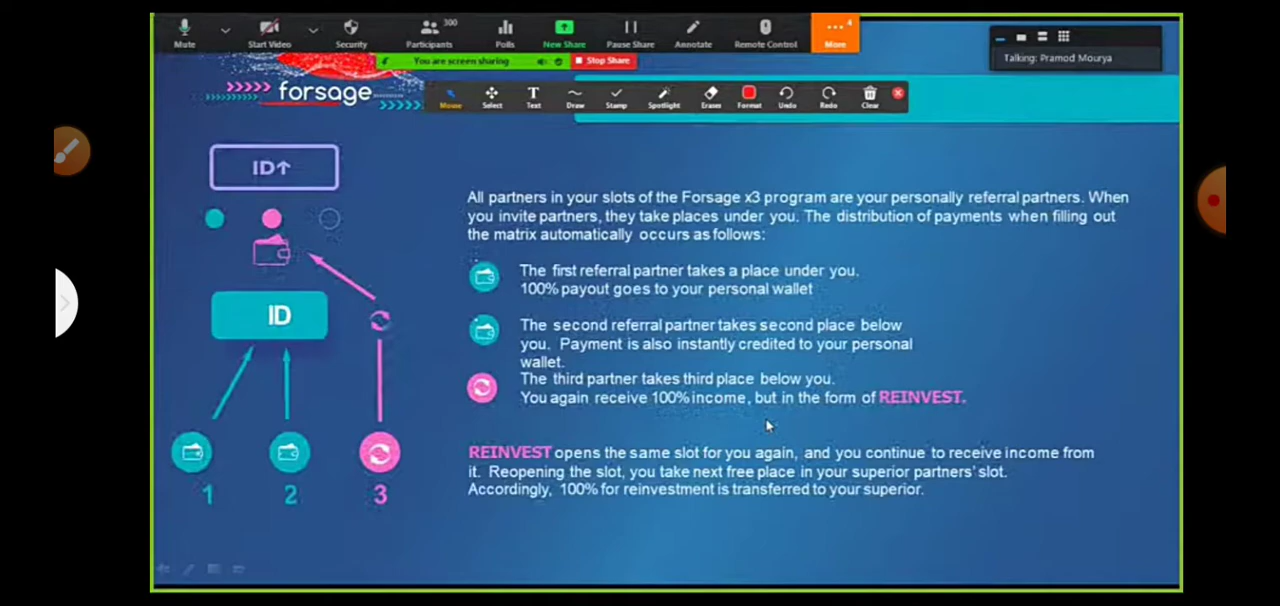 300
4
Mute
Start Video
Security
Participants
Polls
New Share
Pause Share
Annotate
Remote Control
More
You are screen sharing
Stop Share
Talking: Pramod Mourya
Mouse
Select
Text
Draw
Stamp
Spotlight
Eraser
Format
Undo
Redo
Clear
forsage
ID↑
All partners in your slots of the Forsage x3 program are your personally referral partners. When
you invite partners, they take places under you. The distribution of payments when filling out
the matrix automatically occurs as follows:
The first referral partner takes a place under you.
100% payout goes to your personal wallet
ID
The second referral partner takes second place below
you. Payment is also instantly credited to your personal
wallet.
The third partner takes third place below you.
You again receive 100% income, but in the form of REINVEST.
REINVEST opens the same slot for you again, and you continue to receive income from
it. Reopening the slot, you take next free place in your superior partners' slot.
Accordingly, 100% for reinvestment is transferred to your superior.
1 2 3